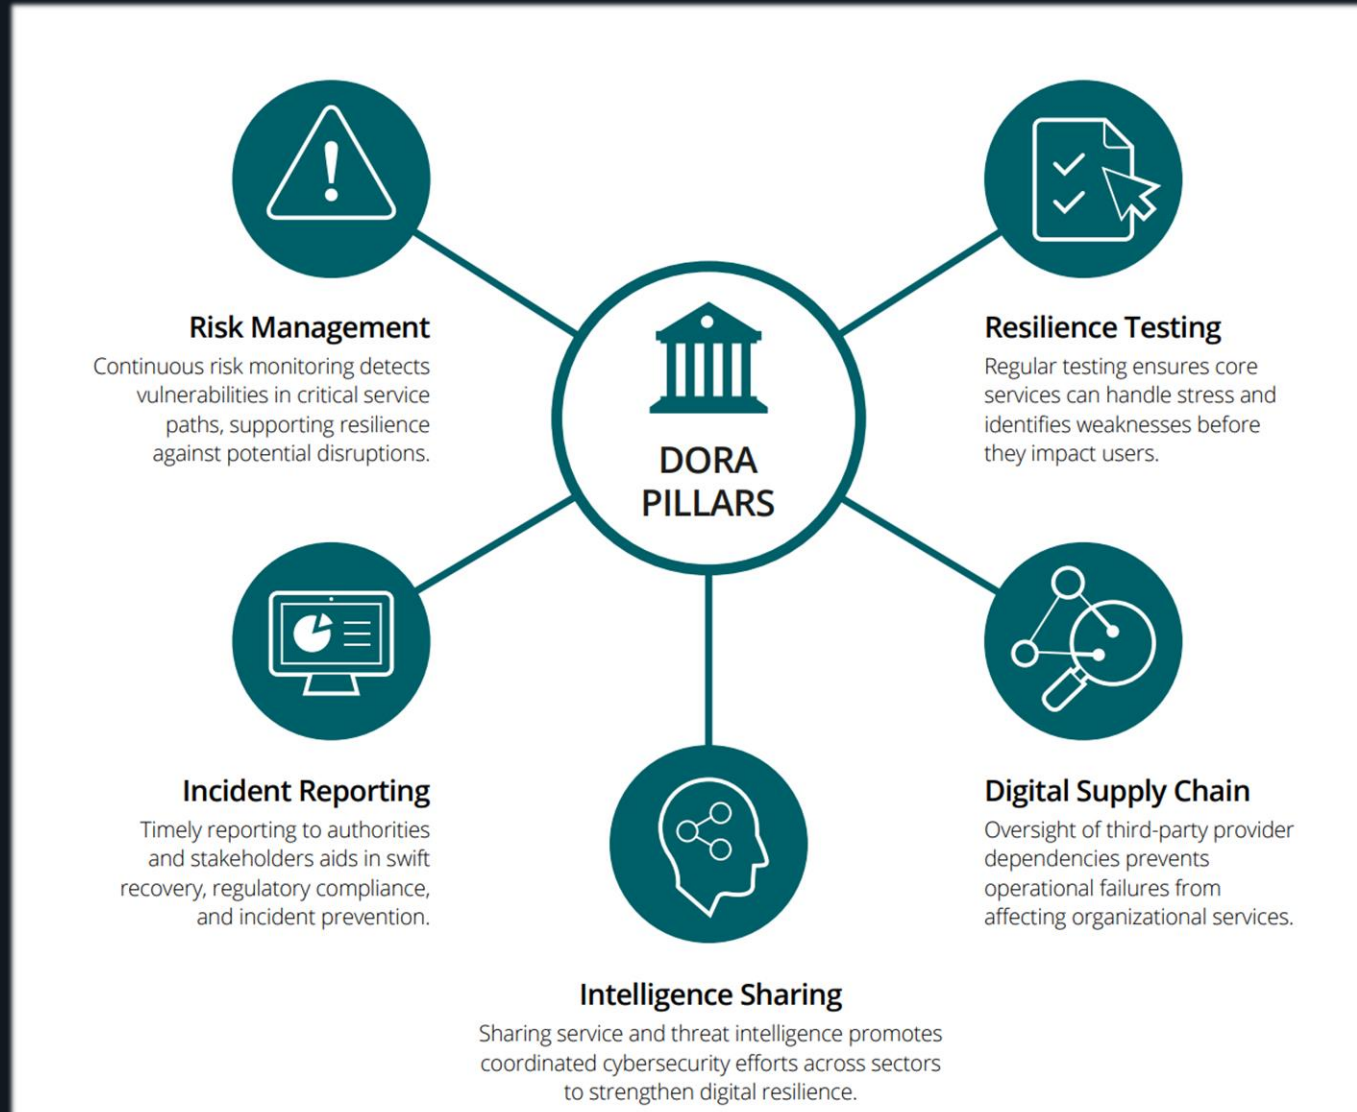 Risk Management
Continuous risk monitoring detects
vulnerabilities in critical service
paths, supporting resilience
against potential disruptions.
Resilience Testing
Regular testing ensures core
services can handle stress and
identifies weaknesses before
they impact users.
DORA
PILLARS
Incident Reporting
Timely reporting to authorities
and stakeholders aids in swift
recovery, regulatory compliance,
and incident prevention.
Digital Supply Chain
Oversight of third-party provider
dependencies prevents
operational failures from
affecting organizational services.
Intelligence Sharing
Sharing service and threat intelligence promotes
coordinated cybersecurity efforts across sectors
to strengthen digital resilience.